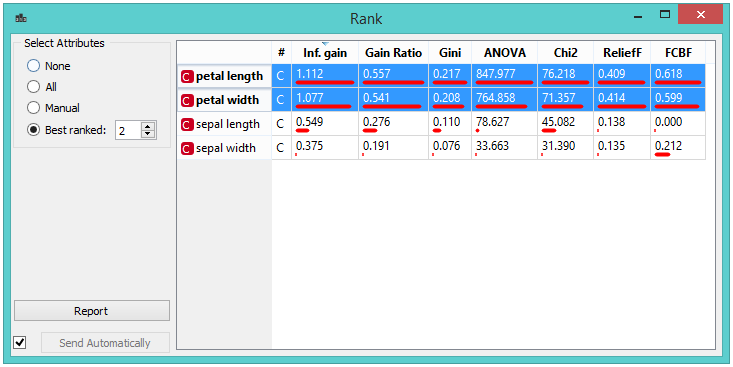 Rank
Select Attributes
None
All
Manual
Best ranked: 2
Report
Send Automatically
# Inf. gain Gain Ratio Gini ANOVA Chi2 ReliefF FCBF
C petal length C 1.112 0.557 0.217 847.977 76.218 0.409 0.618
C petal width C 1.077 0.541 0.208 764.858 71.357 0.414 0.599
C sepal length C 0.549 0.276 0.110 78.627 45.082 0.138 0.000
C sepal width C 0.375 0.191 0.076 33.663 31.390 0.135 0.212